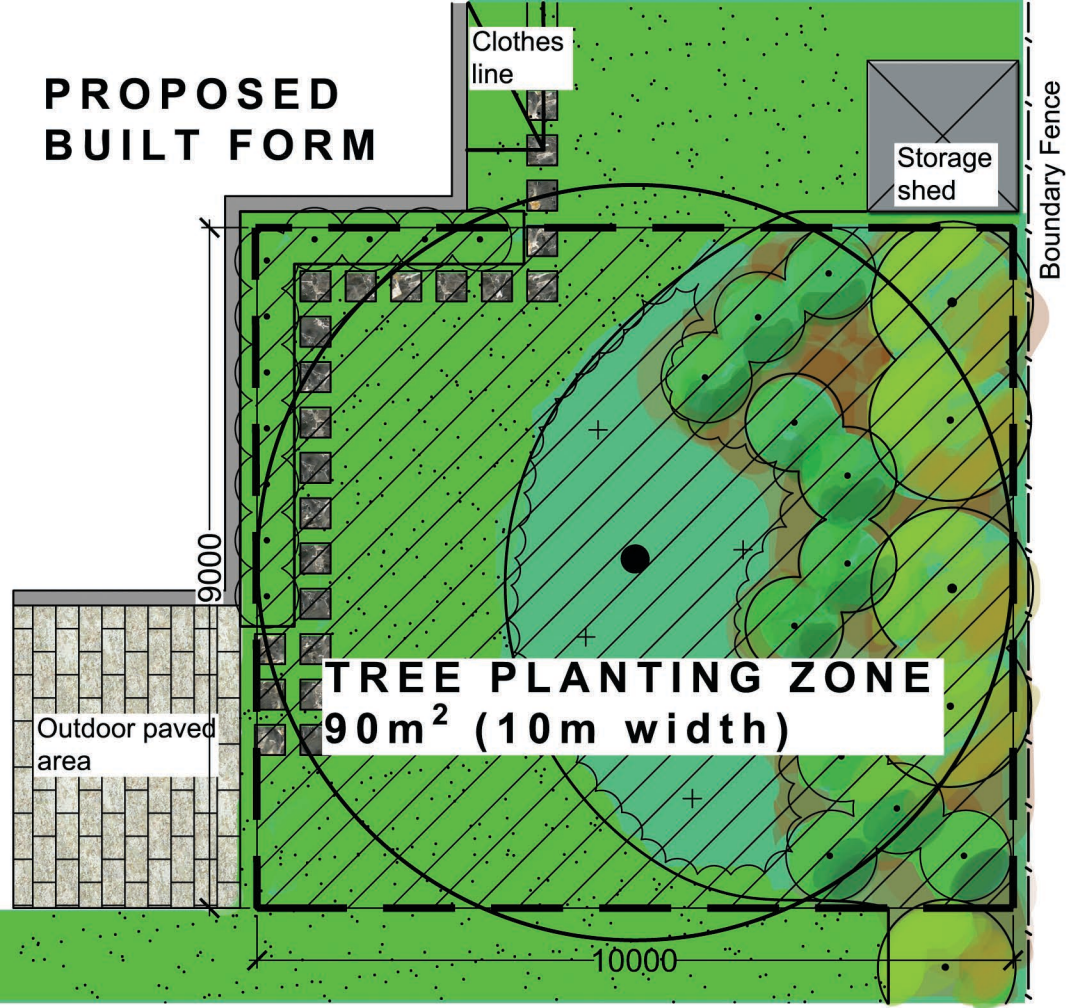 PROPOSED
BUILT FORM
Clothes
line
Storage
shed
Boundary Fence
9000
TREE PLANTING ZONE
90m² (10m width)
Outdoor paved
area
10000